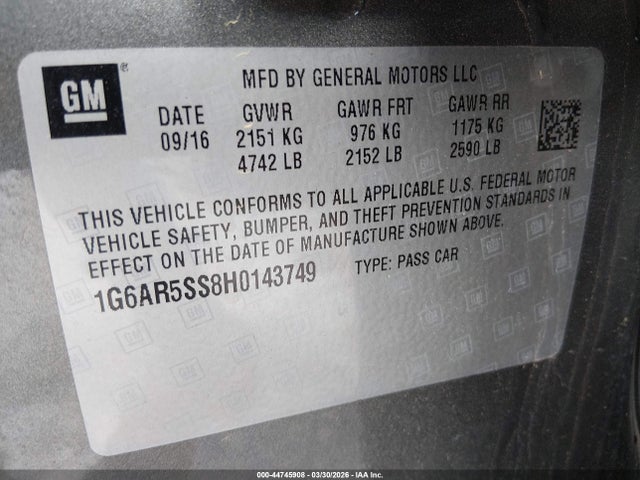 GM
MFD BY GENERAL MOTORS LLC
DATE GVWR GAWR FRT GAWR RR
09/16 2151 KG 976 KG 1175 KG
4742 LB 2152 LB 2590 LB
THIS VEHICLE CONFORMS TO ALL APPLICABLE U.S. FEDERAL MOTOR
VEHICLE SAFETY, BUMPER, AND THEFT PREVENTION STANDARDS IN
EFFECT ON THE DATE OF MANUFACTURE SHOWN ABOVE.
1G6AR5SS8H0143749 TYPE: PASS CAR
000-44745908 - 03/30/2026 - IAA Inc.